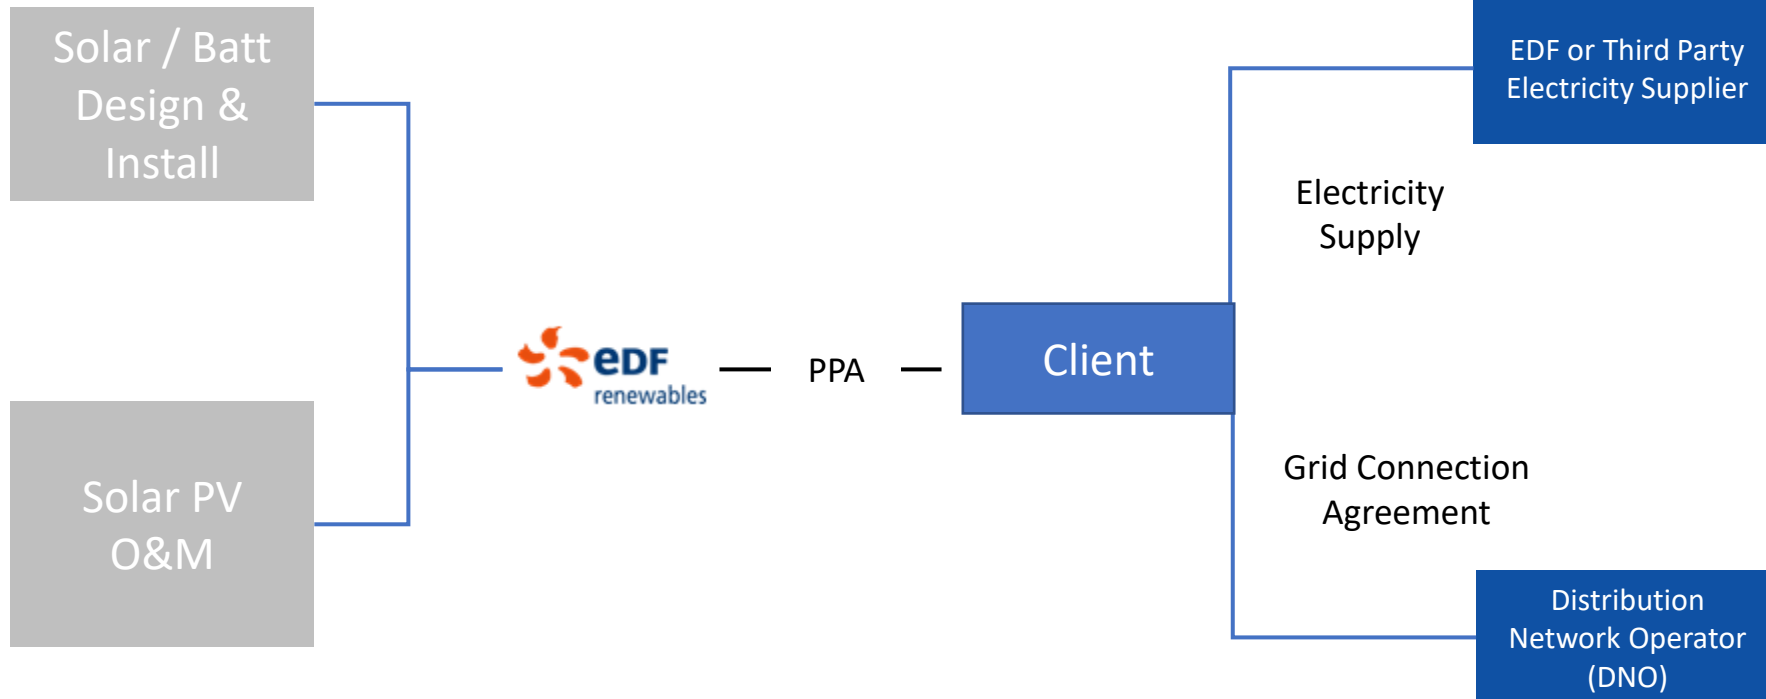 Solar / Batt
Design &
Install
Solar PV
O&M
eDF
renewables
PPA
Client
EDF or Third Party
Electricity Supplier
Electricity
Supply
Grid Connection
Agreement
Distribution
Network Operator
(DNO)